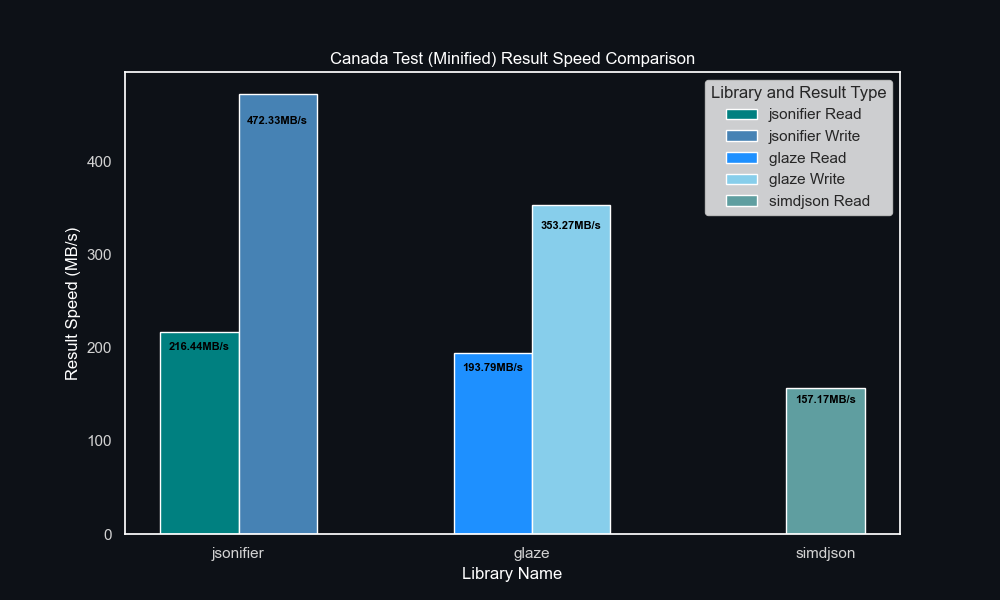 Canada Test (Minified) Result Speed Comparison
Library and Result Type
jsonifier Read
jsonifier Write
glaze Read
glaze Write
simdjson Read
472.33MB/s
353.27MB/s
216.44MB/s
193.79MB/s
157.17MB/s
Result Speed (MB/s)
400
300
200
100
0
jsonifier
glaze
simdjson
Library Name